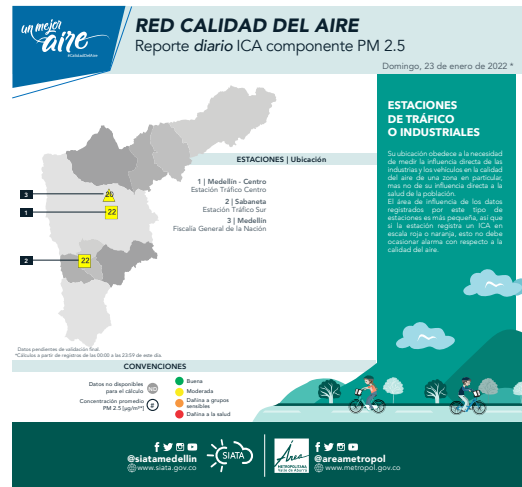 un mejor
aire
#CalidadDelAire
RED CALIDAD DEL AIRE
Reporte diario ICA componente PM 2.5
Domingo, 23 de enero de 2022 *
ESTACIONES | Ubicación
1 | Medellín - Centro
Estación Tráfico Centro
2 | Sabaneta
Estación Tráfico Sur
3 | Medellín
Fiscalía General de la Nación
3
20
1
22
2
22
ESTACIONES
DE TRÁFICO
O INDUSTRIALES
Su ubicación obedece a la necesidad
de medir la influencia directa de las
industrias y los vehículos en la calidad
del aire de una zona en particular,
mas no de su influencia directa a la
salud de la población.
El área de influencia de los datos
registrados por este tipo de
estaciones es más pequeña, así que
si la estación registra un ICA en
escala roja o naranja, esto no debe
ocasionar alarma con respecto a la
calidad del aire.
Datos pendientes de validación final.
*Cálculos a partir de registros de las 00:00 a las 23:59 de este día.
CONVENCIONES
Datos no disponibles
para el cálculo
ND
Concentración promedio
PM 2.5 [μg/m³*]
#
Buena
Moderada
Dañina a grupos
sensibles
Dañina a la salud
@siatamedellin
www.siata.gov.co
SIATA
Área
METROPOLITANA
Valle de Aburrá
@areametropol
www.metropol.gov.co